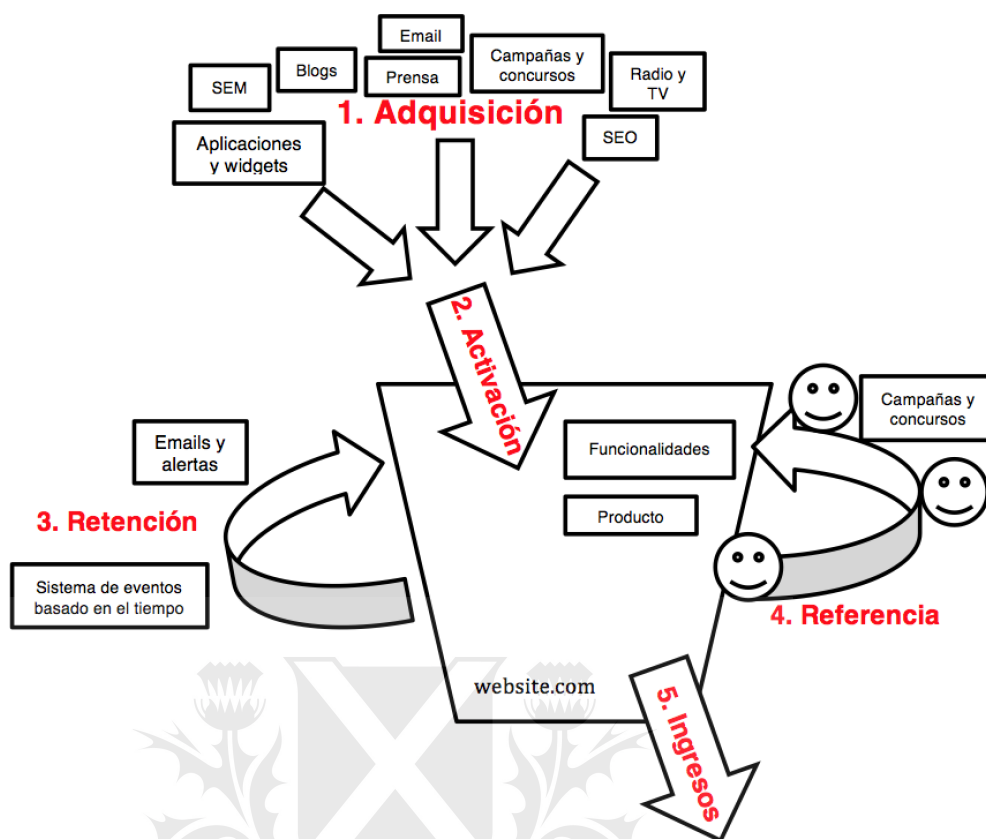 Email
Campañas y
concursos
Blogs
Prensa
Radio y
TV
SEM
1. Adquisición
SEO
Aplicaciones
y widgets
2. Activación
Campañas y
concursos
Emails y
alertas
Funcionalidades
3. Retención
Producto
Sistema de eventos
basado en el tiempo
4. Referencia
website.com
5. Ingresos